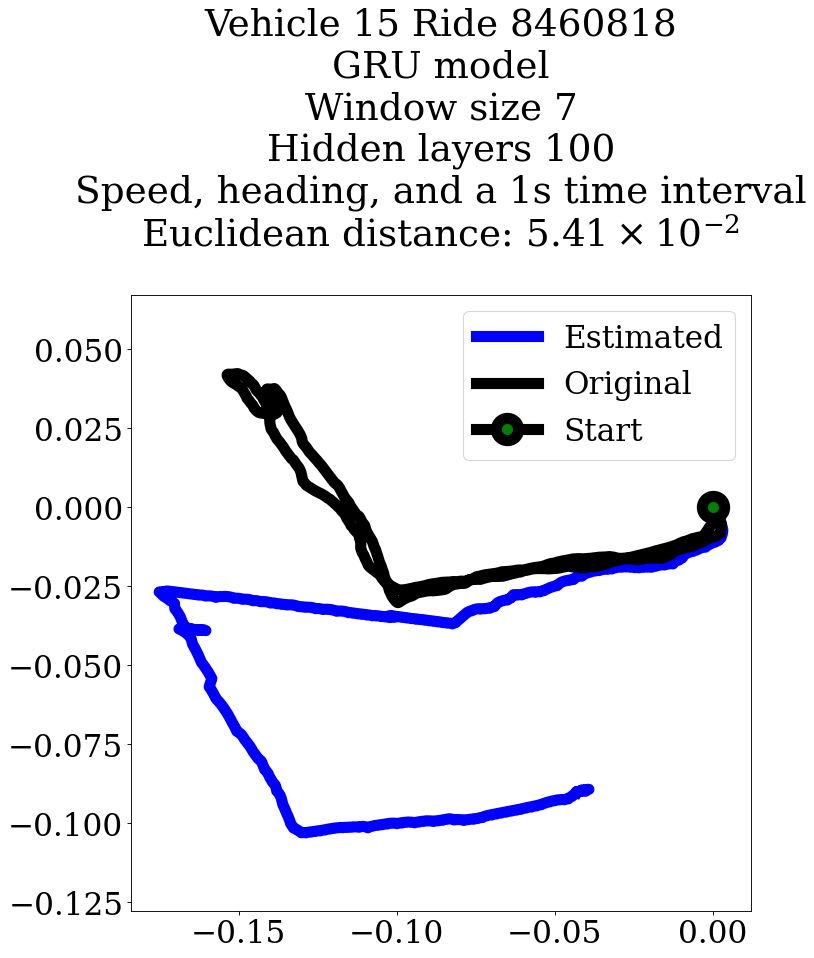 Vehicle 15 Ride 8460818
GRU model
Window size 7
Hidden layers 100
Speed, heading, and a 1s time interval
Euclidean distance: 5.41 × 10⁻²
Estimated
Original
Start
0.050
0.025
0.000
−0.025
−0.050
−0.075
−0.100
−0.125
−0.15
−0.10
−0.05
0.00